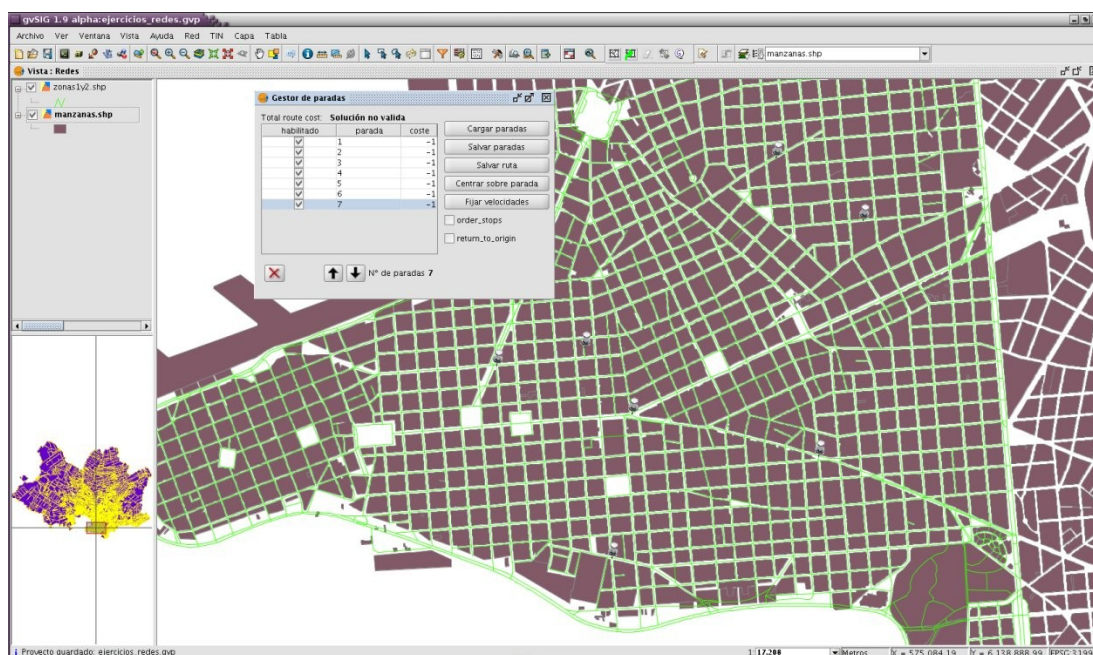 gvSIG 1.9 alpha:ejercicios_redes.gvp
Archivo Ver Ventana Vista Ayuda Red TIN Capa Tabla
manzanas.shp
Vista : Redes
zonas1y2.shp
manzanas.shp
Gestor de paradas
Total route cost: Solución no valida
habilitado parada coste
1 -1
2 -1
3 -1
4 -1
5 -1
6 -1
7 -1
Cargar paradas
Salvar paradas
Salvar ruta
Centrar sobre parada
Fijar velocidades
order_stops
return_to_origin
Nº de paradas 7
Proyecto guardado: ejercicios_redes.gvp
1: 17.208 Metros X = 575.084,19 Y = 6.138.888,99 EPSG:3199